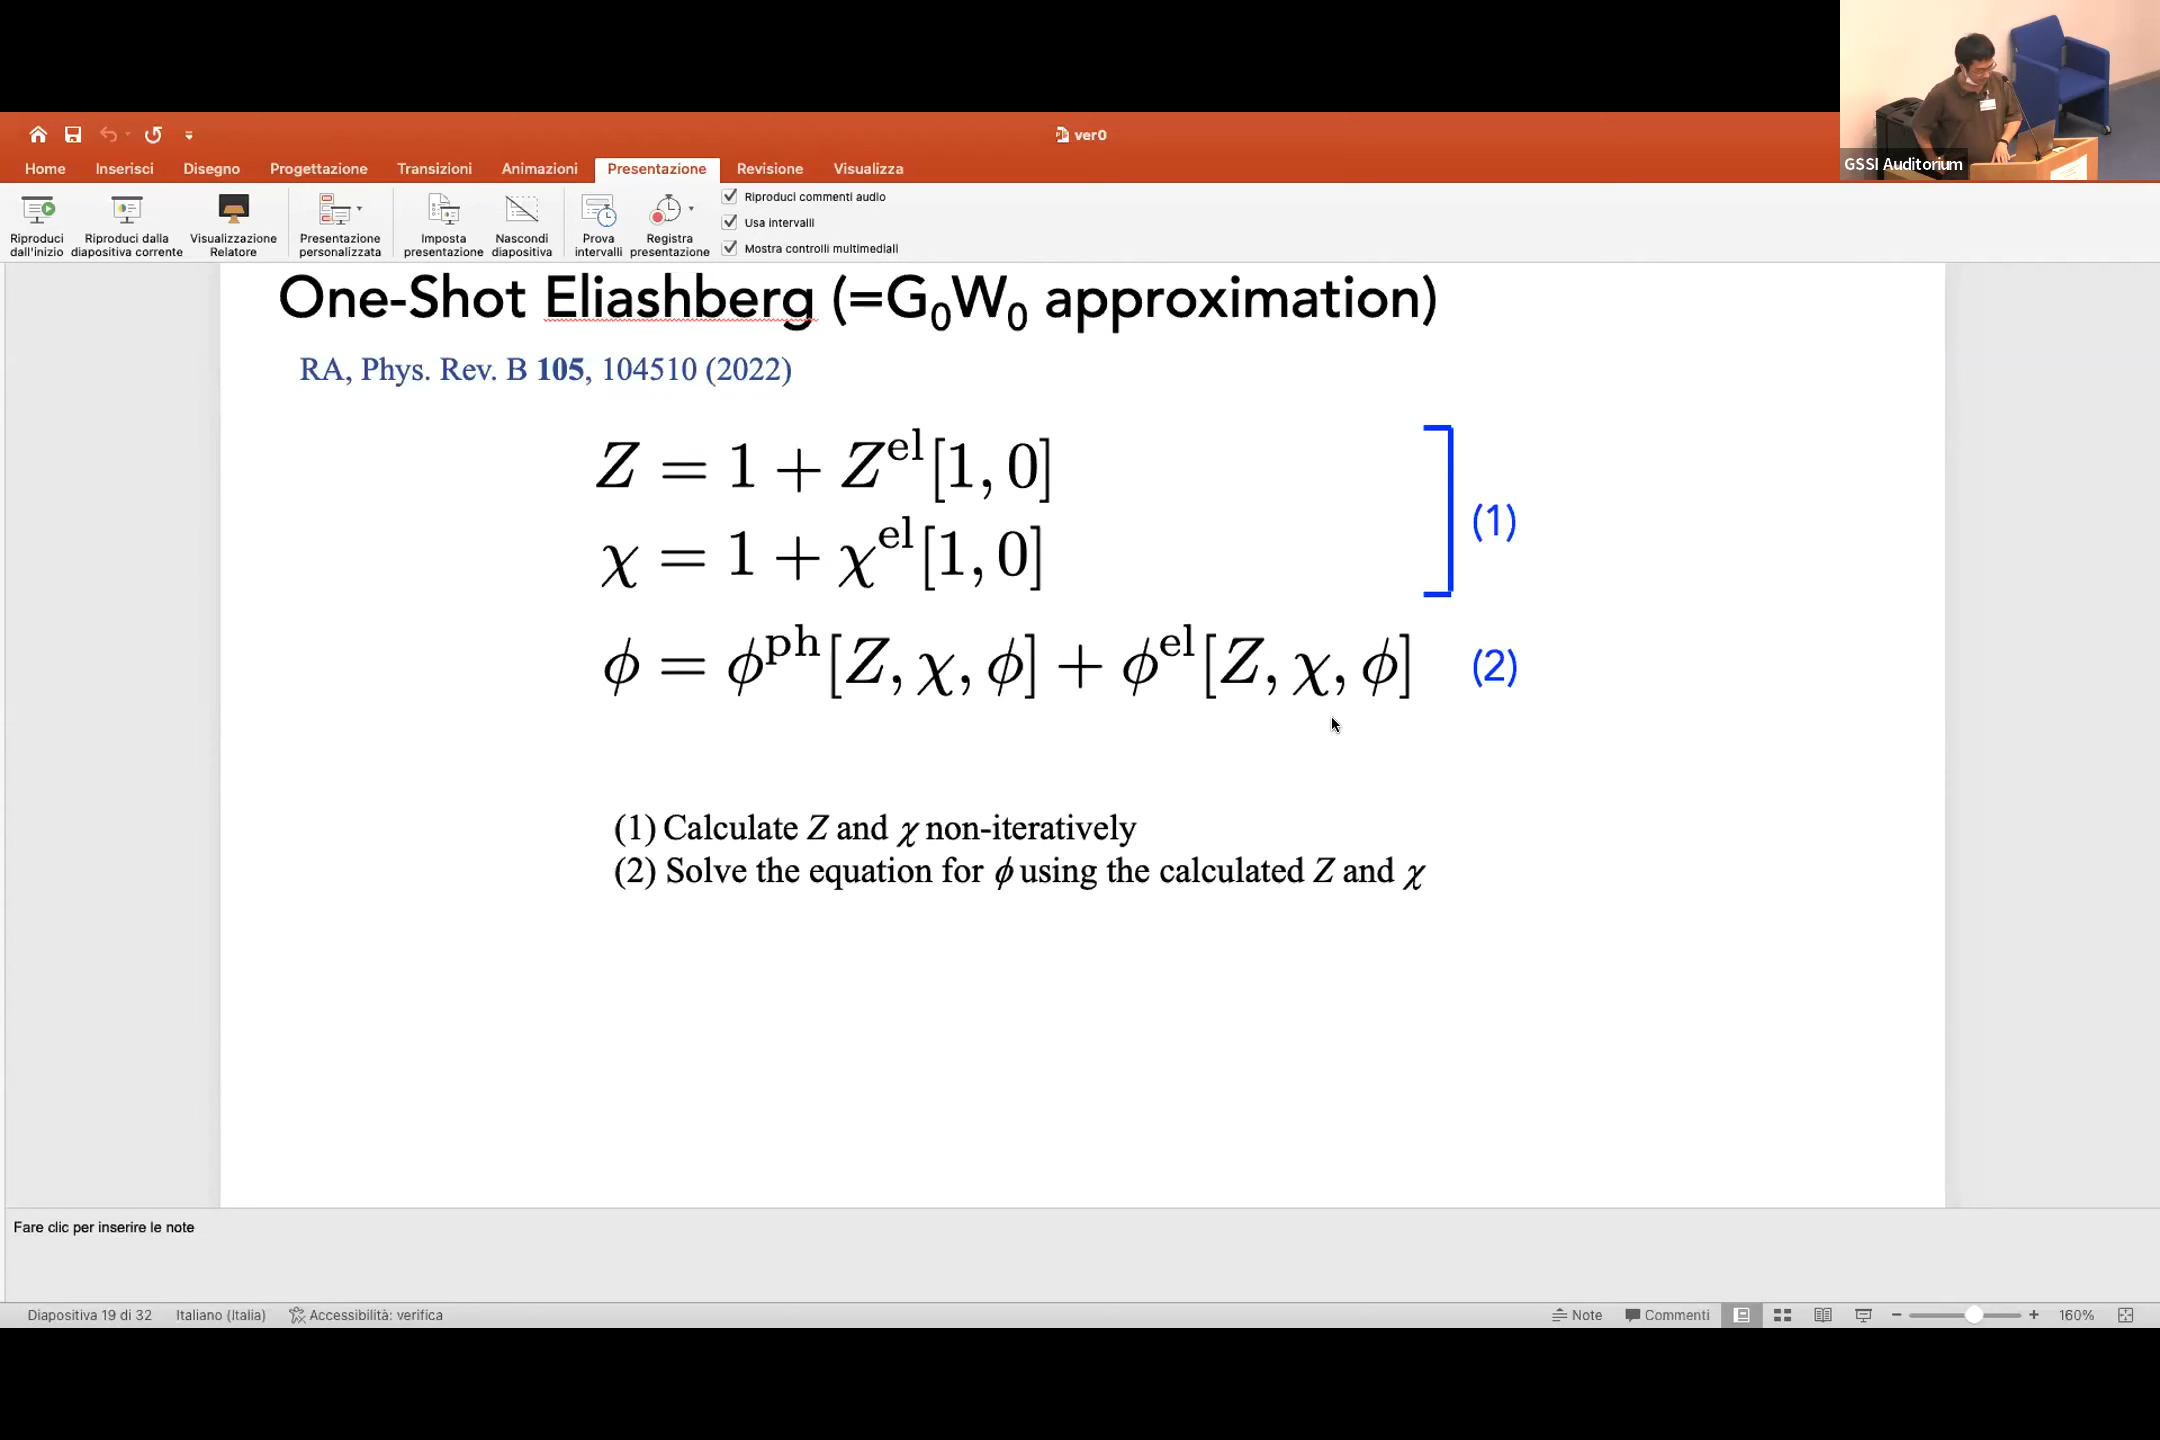 ver0
GSSI Auditorium
Home Inserisci Disegno Progettazione Transizioni Animazioni Presentazione Revisione Visualizza
Riproduci dall'inizio
Riproduci dalla diapositiva corrente
Visualizzazione Relatore
Presentazione personalizzata
Imposta presentazione
Nascondi diapositiva
Prova intervalli
Registra presentazione
Riproduci commenti audio
Usa intervalli
Mostra controlli multimediali
One-Shot Eliashberg (=G₀W₀ approximation)
RA, Phys. Rev. B 105, 104510 (2022)
Z = 1 + Z^el[1, 0]
χ = 1 + χ^el[1, 0]
(1)
ϕ = ϕ^ph[Z, χ, ϕ] + ϕ^el[Z, χ, ϕ] (2)
(1) Calculate Z and χ non-iteratively
(2) Solve the equation for ϕ using the calculated Z and χ
Fare clic per inserire le note
Diapositiva 19 di 32 Italiano (Italia) Accessibilità: verifica Note Commenti 160%